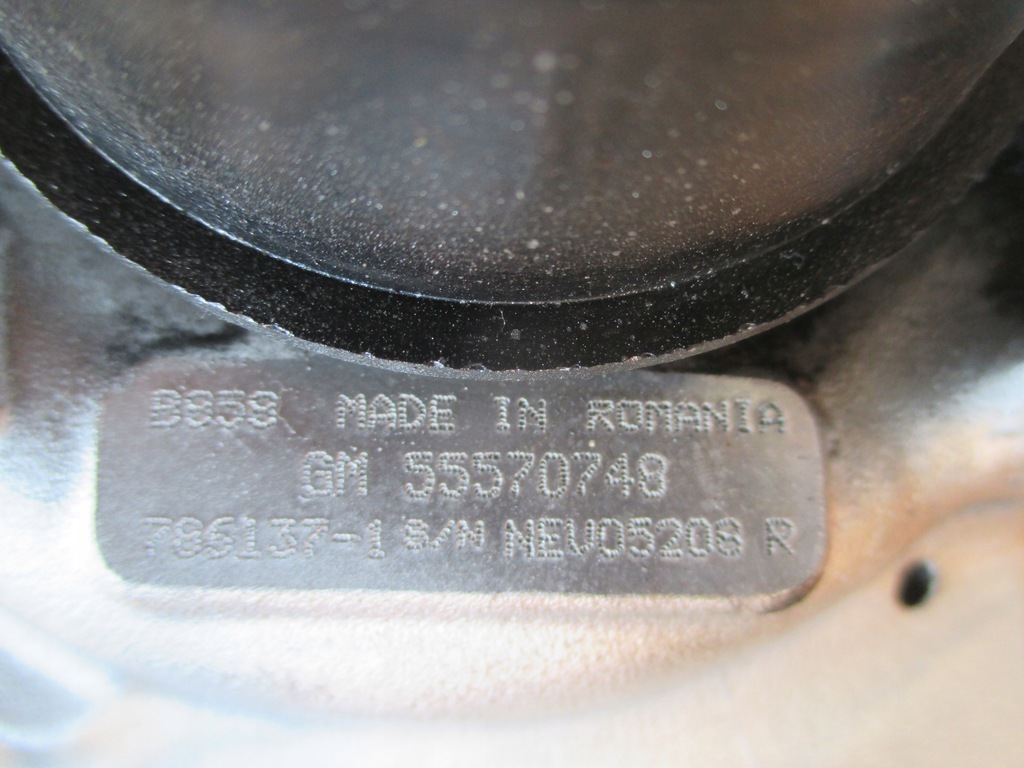 B858 MADE IN ROMANIA
GM 55570748
786137-1 S/N NEV05208 R